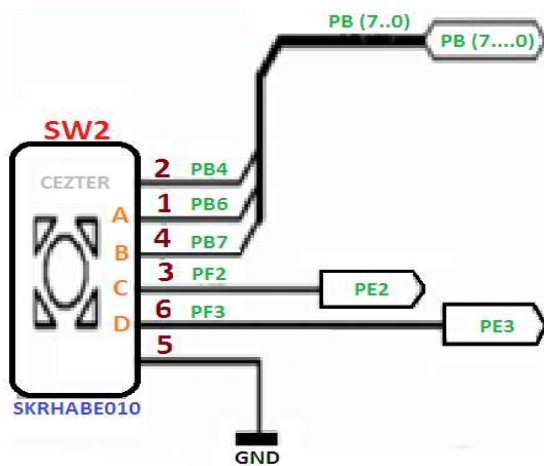 PB (7..0)
PB (7....0)
SW2
CEZTER
2 PB4
A 1 PB6
B 4 PB7
C 3 PF2 PE2
D 6 PF3 PE3
5
SKRHABE010
GND